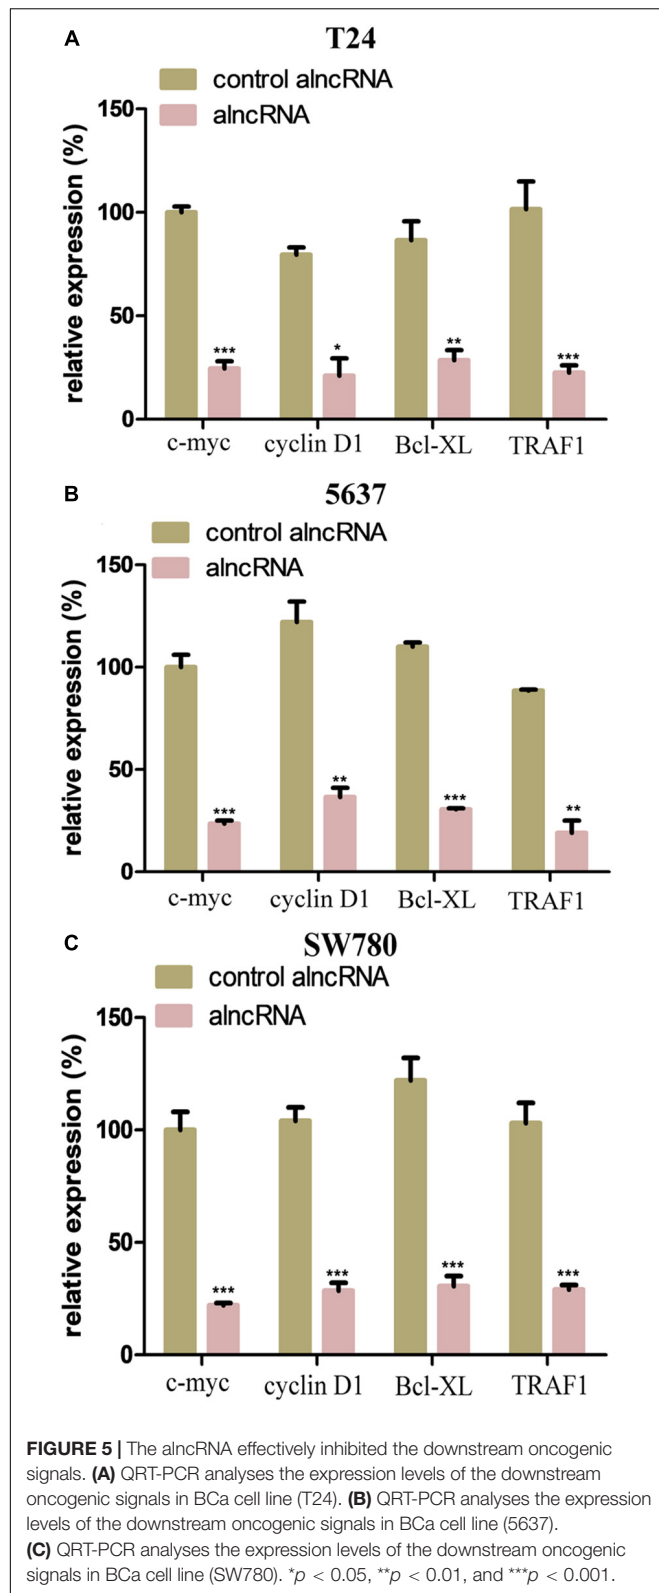 A
T24
control alncRNA
alncRNA
relative expression (%)
150
100
50
0
***
*
**
***
c-myc
cyclin D1
Bcl-XL
TRAF1
B
5637
control alncRNA
alncRNA
relative expression (%)
150
100
50
0
***
**
***
**
c-myc
cyclin D1
Bcl-XL
TRAF1
C
SW780
control alncRNA
alncRNA
relative expression (%)
150
100
50
0
***
***
***
***
c-myc
cyclin D1
Bcl-XL
TRAF1
FIGURE 5 | The alncRNA effectively inhibited the downstream oncogenic
signals. (A) QRT-PCR analyses the expression levels of the downstream
oncogenic signals in BCa cell line (T24). (B) QRT-PCR analyses the expression
levels of the downstream oncogenic signals in BCa cell line (5637).
(C) QRT-PCR analyses the expression levels of the downstream oncogenic
signals in BCa cell line (SW780). *p < 0.05, **p < 0.01, and ***p < 0.001.